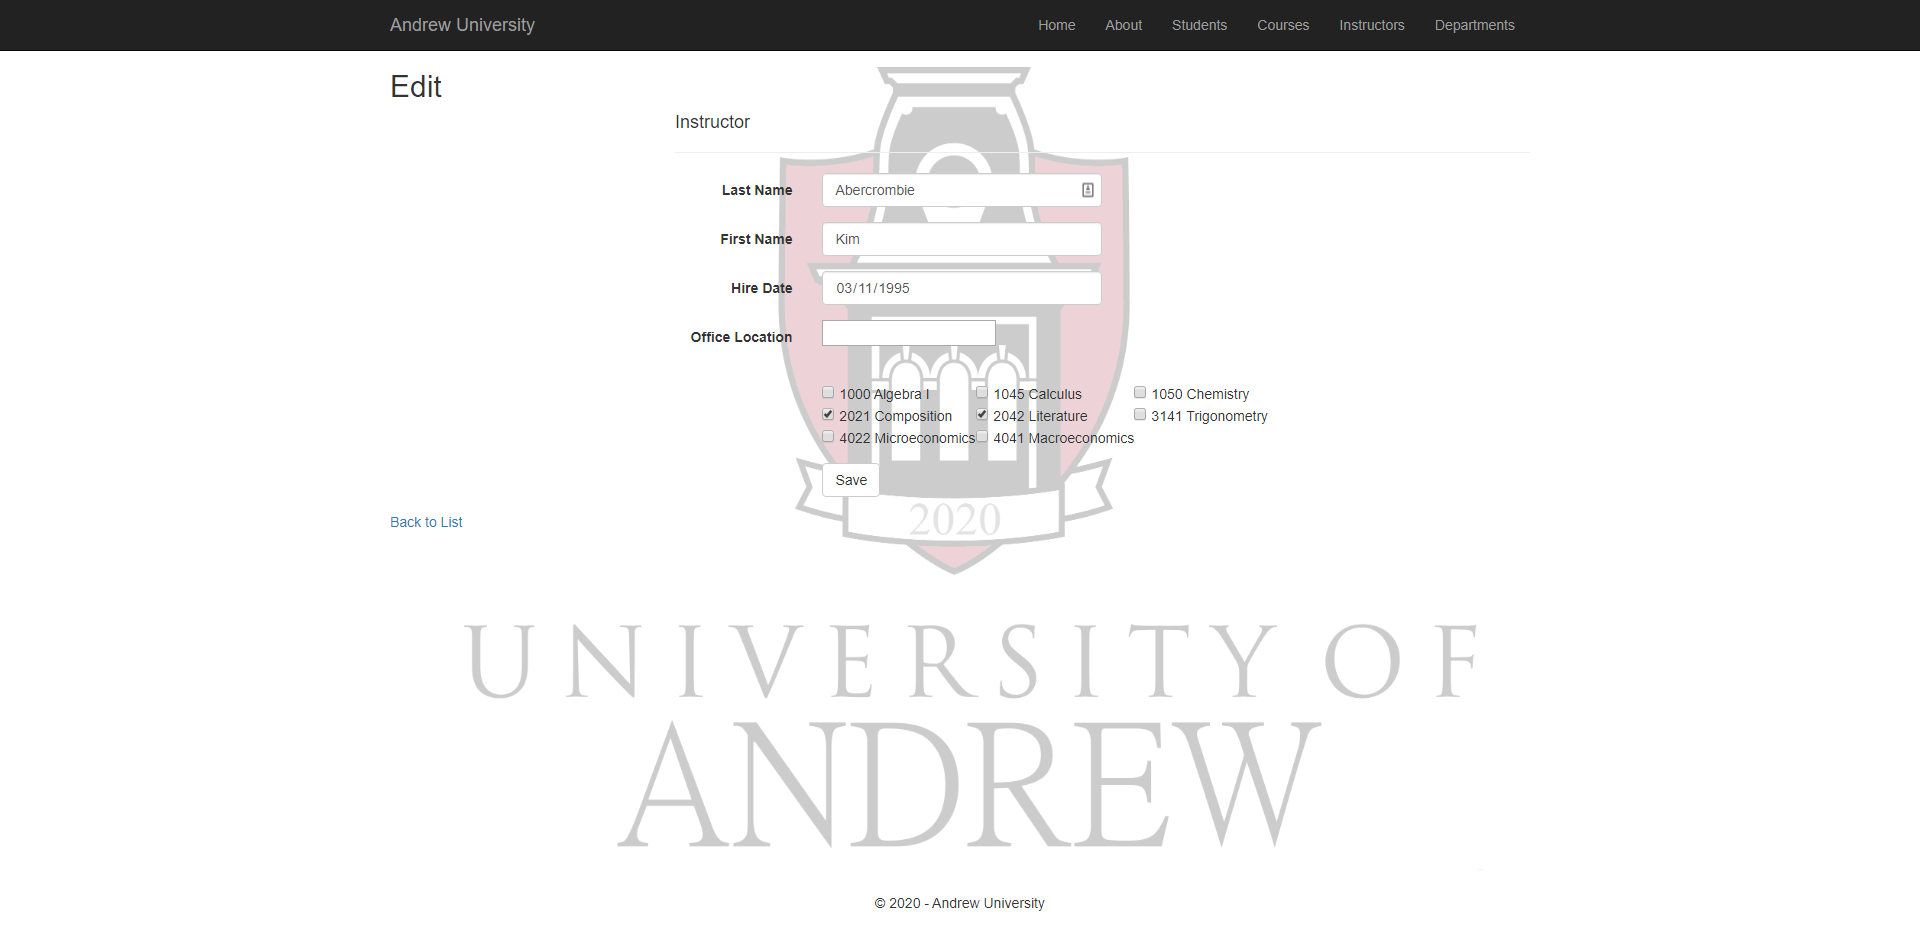 Andrew University Home About Students Courses Instructors Departments
Edit
Instructor
Last Name Abercrombie
First Name Kim
Hire Date 03/11/1995
Office Location
1000 Algebra I 1045 Calculus 1050 Chemistry
2021 Composition 2042 Literature 3141 Trigonometry
4022 Microeconomics 4041 Macroeconomics
Save
2020
Back to List
UNIVERSITY OF
ANDREW
© 2020 - Andrew University